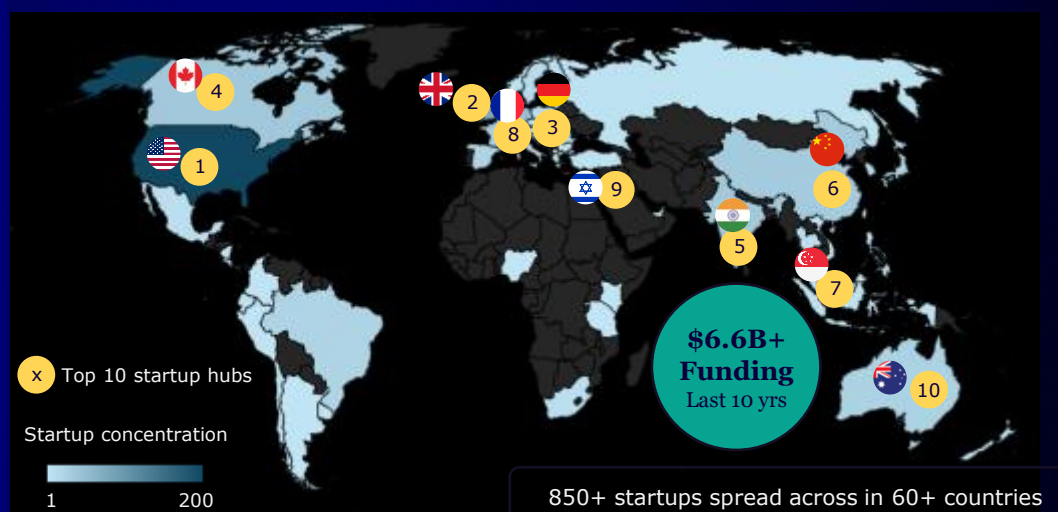 4
2
3
8
1
9
6
5
7
$6.6B+
Funding
Last 10 yrs
10
x Top 10 startup hubs
Startup concentration
1 200
850+ startups spread across in 60+ countries